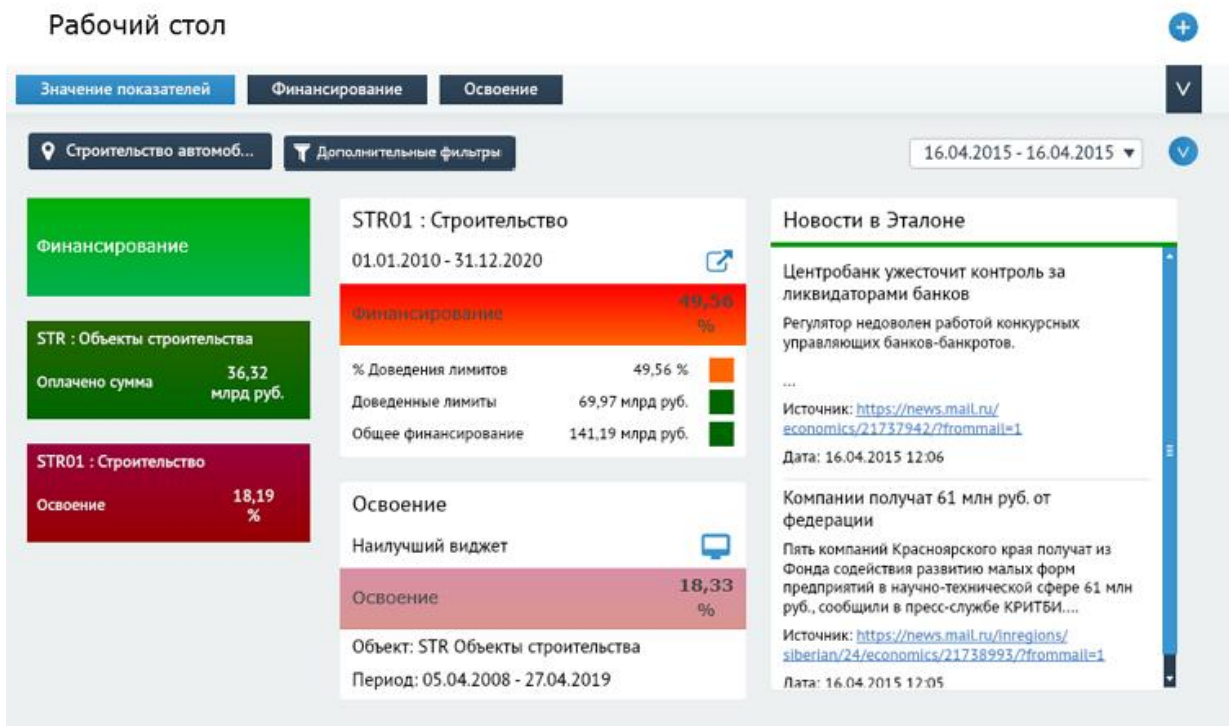 Рабочий стол
Значение показателей
Финансирование
Освоение
Строительство автомоб...
Дополнительные фильтры
16.04.2015 - 16.04.2015
Финансирование
STR : Объекты строительства
Оплачено сумма
36,32
млрд руб.
STR01 : Строительство
Освоение
18,19
%
STR01 : Строительство
01.01.2010 - 31.12.2020
Финансирование
49,56
%
% Доведения лимитов 49,56 %
Доведенные лимиты 69,97 млрд руб.
Общее финансирование 141,19 млрд руб.
Освоение
Наилучший виджет
Освоение
18,33
%
Объект: STR Объекты строительства
Период: 05.04.2008 - 27.04.2019
Новости в Эталоне
Центробанк ужесточит контроль за
ликвидаторами банков
Регулятор недоволен работой конкурсных
управляющих банков-банкротов.
...
Источник: https://news.mail.ru/
economics/21737942/?frommail=1
Дата: 16.04.2015 12:06
Компании получат 61 млн руб. от
федерации
Пять компаний Красноярского края получат из
Фонда содействия развитию малых форм
предприятий в научно-технической сфере 61 млн
руб., сообщили в пресс-службе КРИТБИ....
Источник: https://news.mail.ru/inregions/
siberian/24/economics/21738993/?frommail=1
Дата: 16.04.2015 12:05